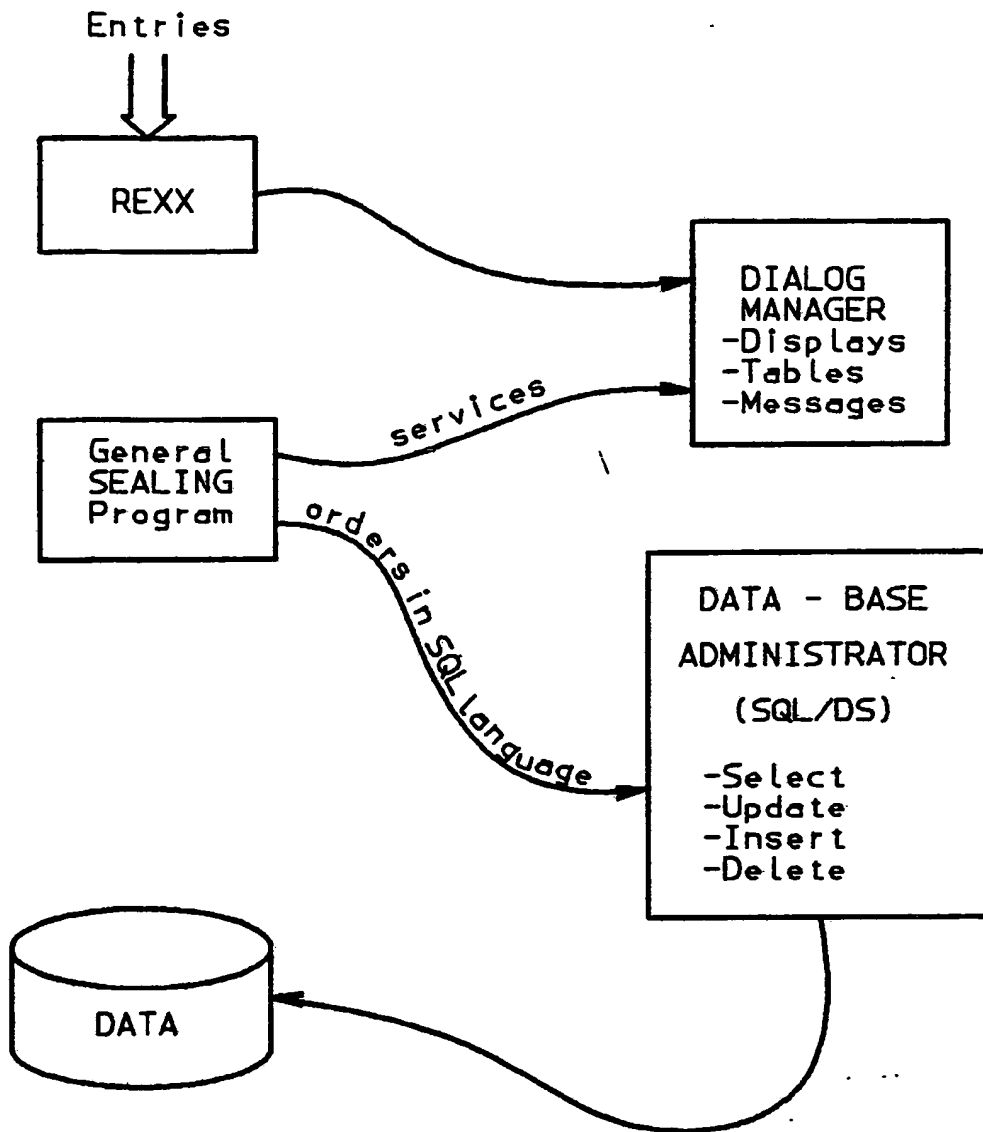 Entries
REXX
DIALOG
MANAGER
-Displays
-Tables
-Messages
services
General
SEALING
Program
orders in SQL language
DATA - BASE
ADMINISTRATOR
(SQL/DS)
-Select
-Update
-Insert
-Delete
DATA